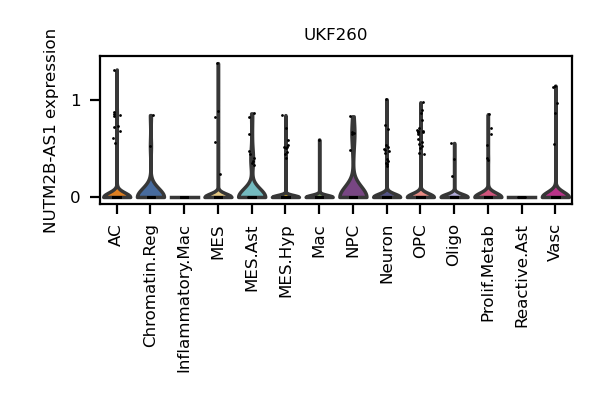 UKF260
NUTM2B-AS1 expression
1
0
AC
Chromatin.Reg
Inflammatory.Mac
MES
MES.Ast
MES.Hyp
Mac
NPC
Neuron
OPC
Oligo
Prolif.Metab
Reactive.Ast
Vasc